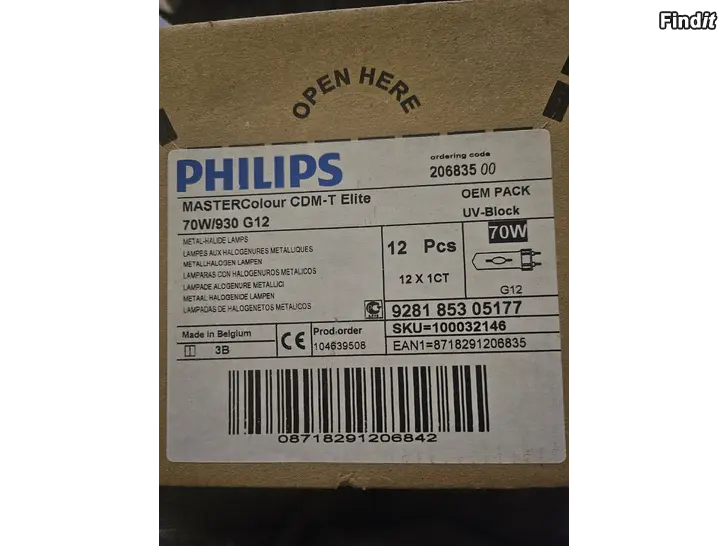 Findit
OPEN HERE
PHILIPS
ordering code
206835 00
MASTERColour CDM-T Elite
70W/930 G12
OEM PACK
UV-Block
METAL-HALIDE LAMPS
LAMPES AUX HALOGENURES METALLIQUES
METALLHALOGEN LAMPEN
LAMPARAS CON HALOGENUROS METALICOS
LAMPADE ALOGENURE METALLICI
METAAL HALOGENIDE LAMPEN
LAMPADAS DE HALOGENETOS METALICOS
12 Pcs
12 X 1CT
70W
G12
9281 853 05177
SKU=100032146
EAN1=8718291206835
Made in Belgium
3B
CE
Prod.order
104639508
08718291206842